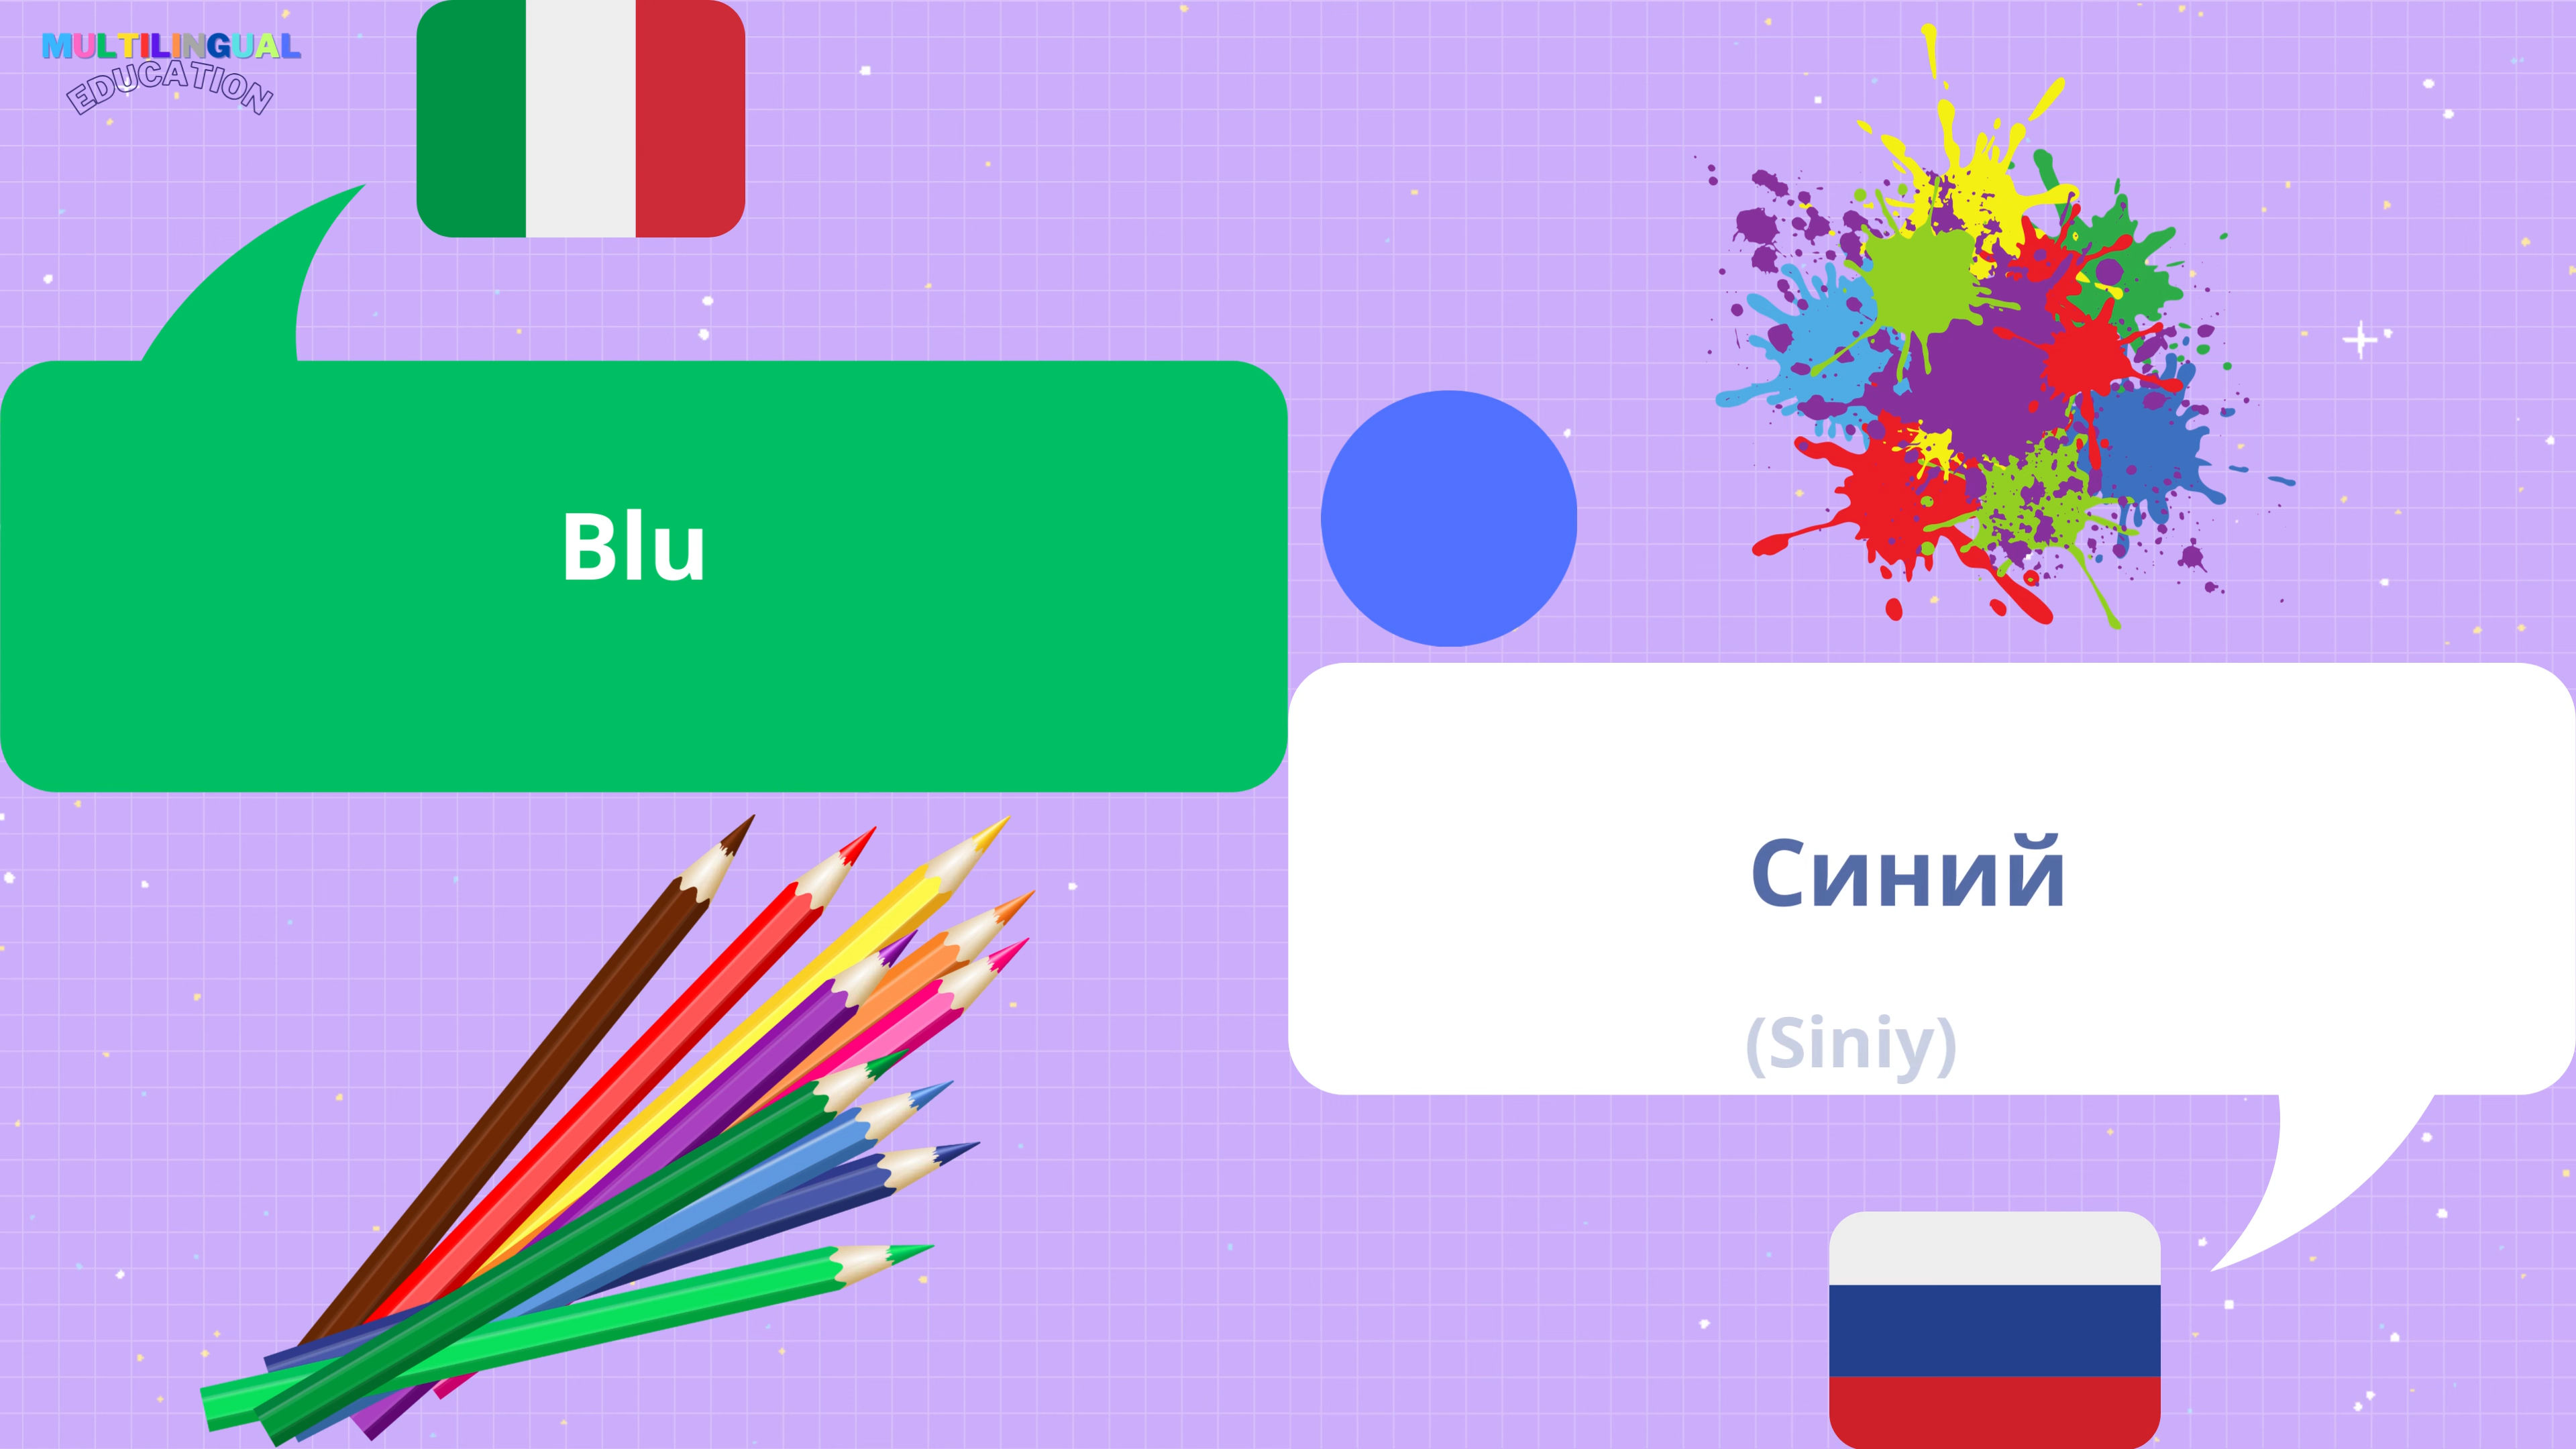 MULTILINGUAL
EDUCATION
Blu
Синий
(Siniy)